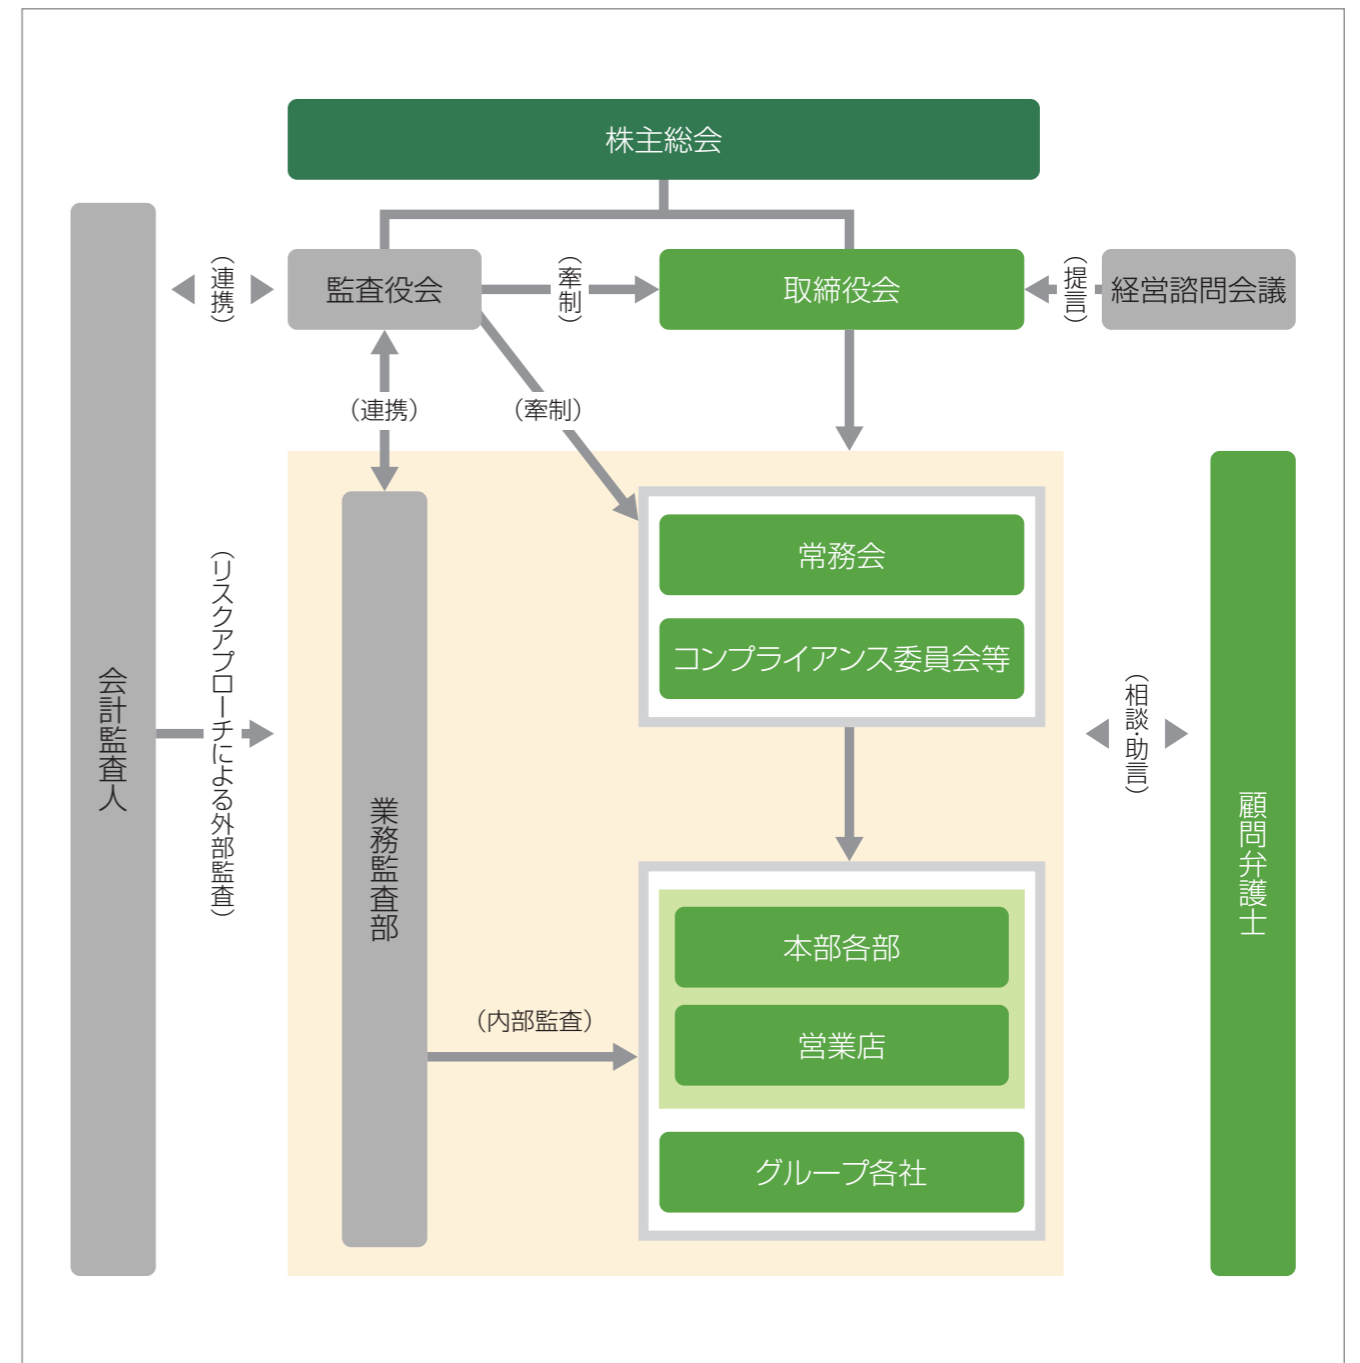 株主総会
（連携）
監査役会
（牽制）
取締役会
（提言）
経営諮問会議
（連携）
（牽制）
会計監査人
（リスクアプローチによる外部監査）
業務監査部
常務会
コンプライアンス委員会等
（相談・助言）
顧問弁護士
（内部監査）
本部各部
営業店
グループ各社